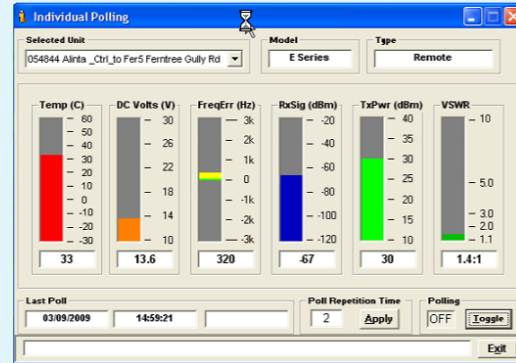 Individual Polling
Selected Unit
054844 Alinta _Ctrl_to Fer5 Ferntree Gully Rd
Model
E Series
Type
Remote
Temp (C)
60
50
40
30
20
10
0
-10
-20
-30
33
DC Volts (V)
30
26
22
18
14
10
13.6
FreqErr (Hz)
3k
2k
1k
0
-1k
-2k
-3k
320
RxSig (dBm)
-20
-40
-60
-80
-100
-120
-67
TxPwr (dBm)
40
35
30
25
20
15
10
30
VSWR
10
5.0
3.0
2.0
1.1
1.4:1
Last Poll
03/09/2009
14:59:21
Poll Repetition Time
2
Apply
Polling
OFF
Toggle
Exit